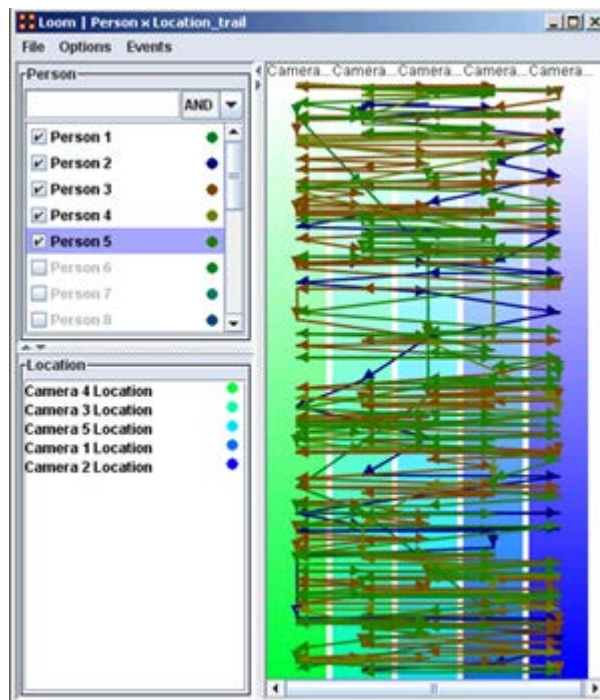 Loom | Person x Location_trail
File Options Events
Person
AND
Person 1
Person 2
Person 3
Person 4
Person 5
Person 6
Person 7
Person 8
Location
Camera 4 Location
Camera 3 Location
Camera 5 Location
Camera 1 Location
Camera 2 Location
Camera... Camera... Camera... Camera... Camera...